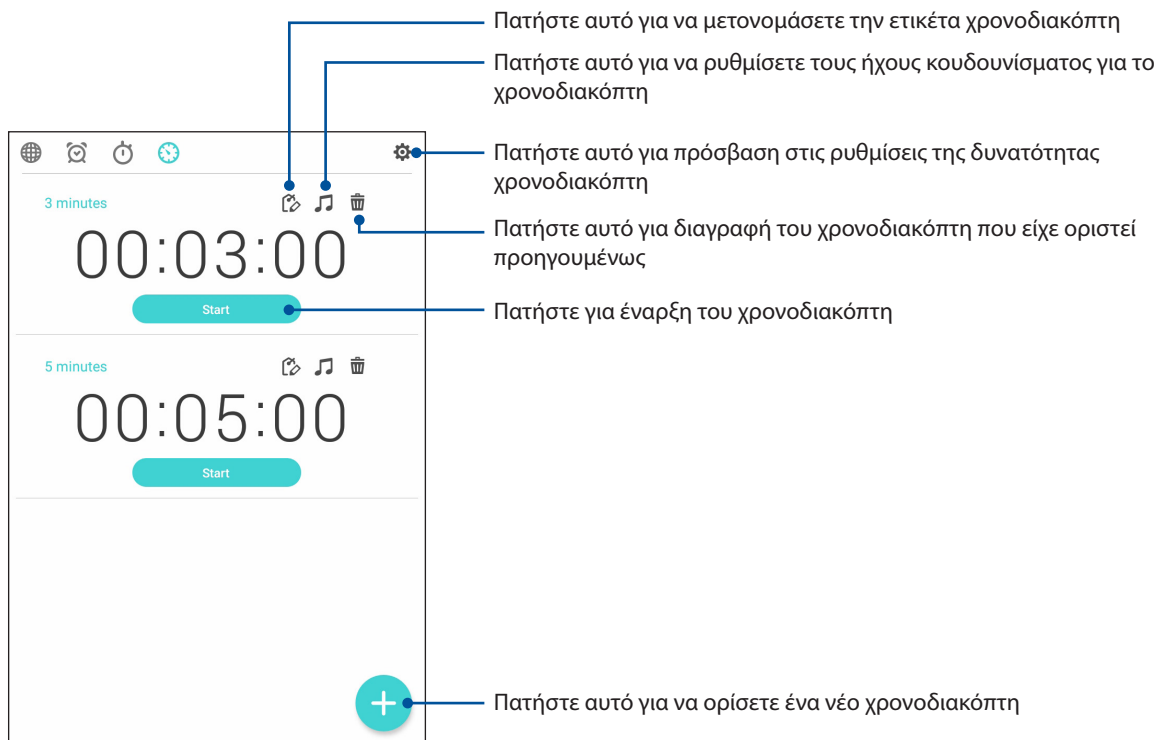 Πατήστε αυτό για να μετονομάσετε την ετικέτα χρονοδιακόπτη
Πατήστε αυτό για να ρυθμίσετε τους ήχους κουδουνίσματος για το
χρονοδιακόπτη
Πατήστε αυτό για πρόσβαση στις ρυθμίσεις της δυνατότητας
χρονοδιακόπτη
3 minutes
00:03:00
Πατήστε αυτό για διαγραφή του χρονοδιακόπτη που είχε οριστεί
προηγουμένως
Start
Πατήστε για έναρξη του χρονοδιακόπτη
5 minutes
00:05:00
Start
Πατήστε αυτό για να ορίσετε ένα νέο χρονοδιακόπτη